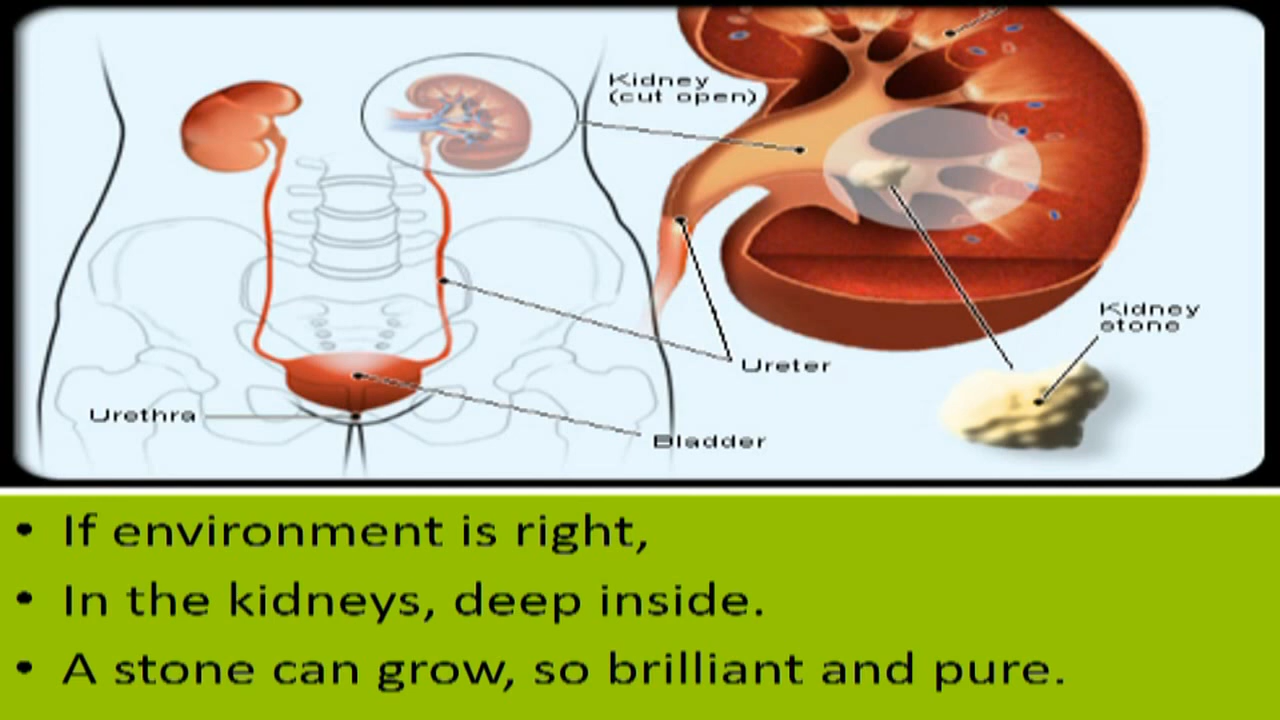 Kidney
(cut open)
Kidney
stone
Ureter
Urethra
Bladder
• If environment is right,
• In the kidneys, deep inside.
• A stone can grow, so brilliant and pure.